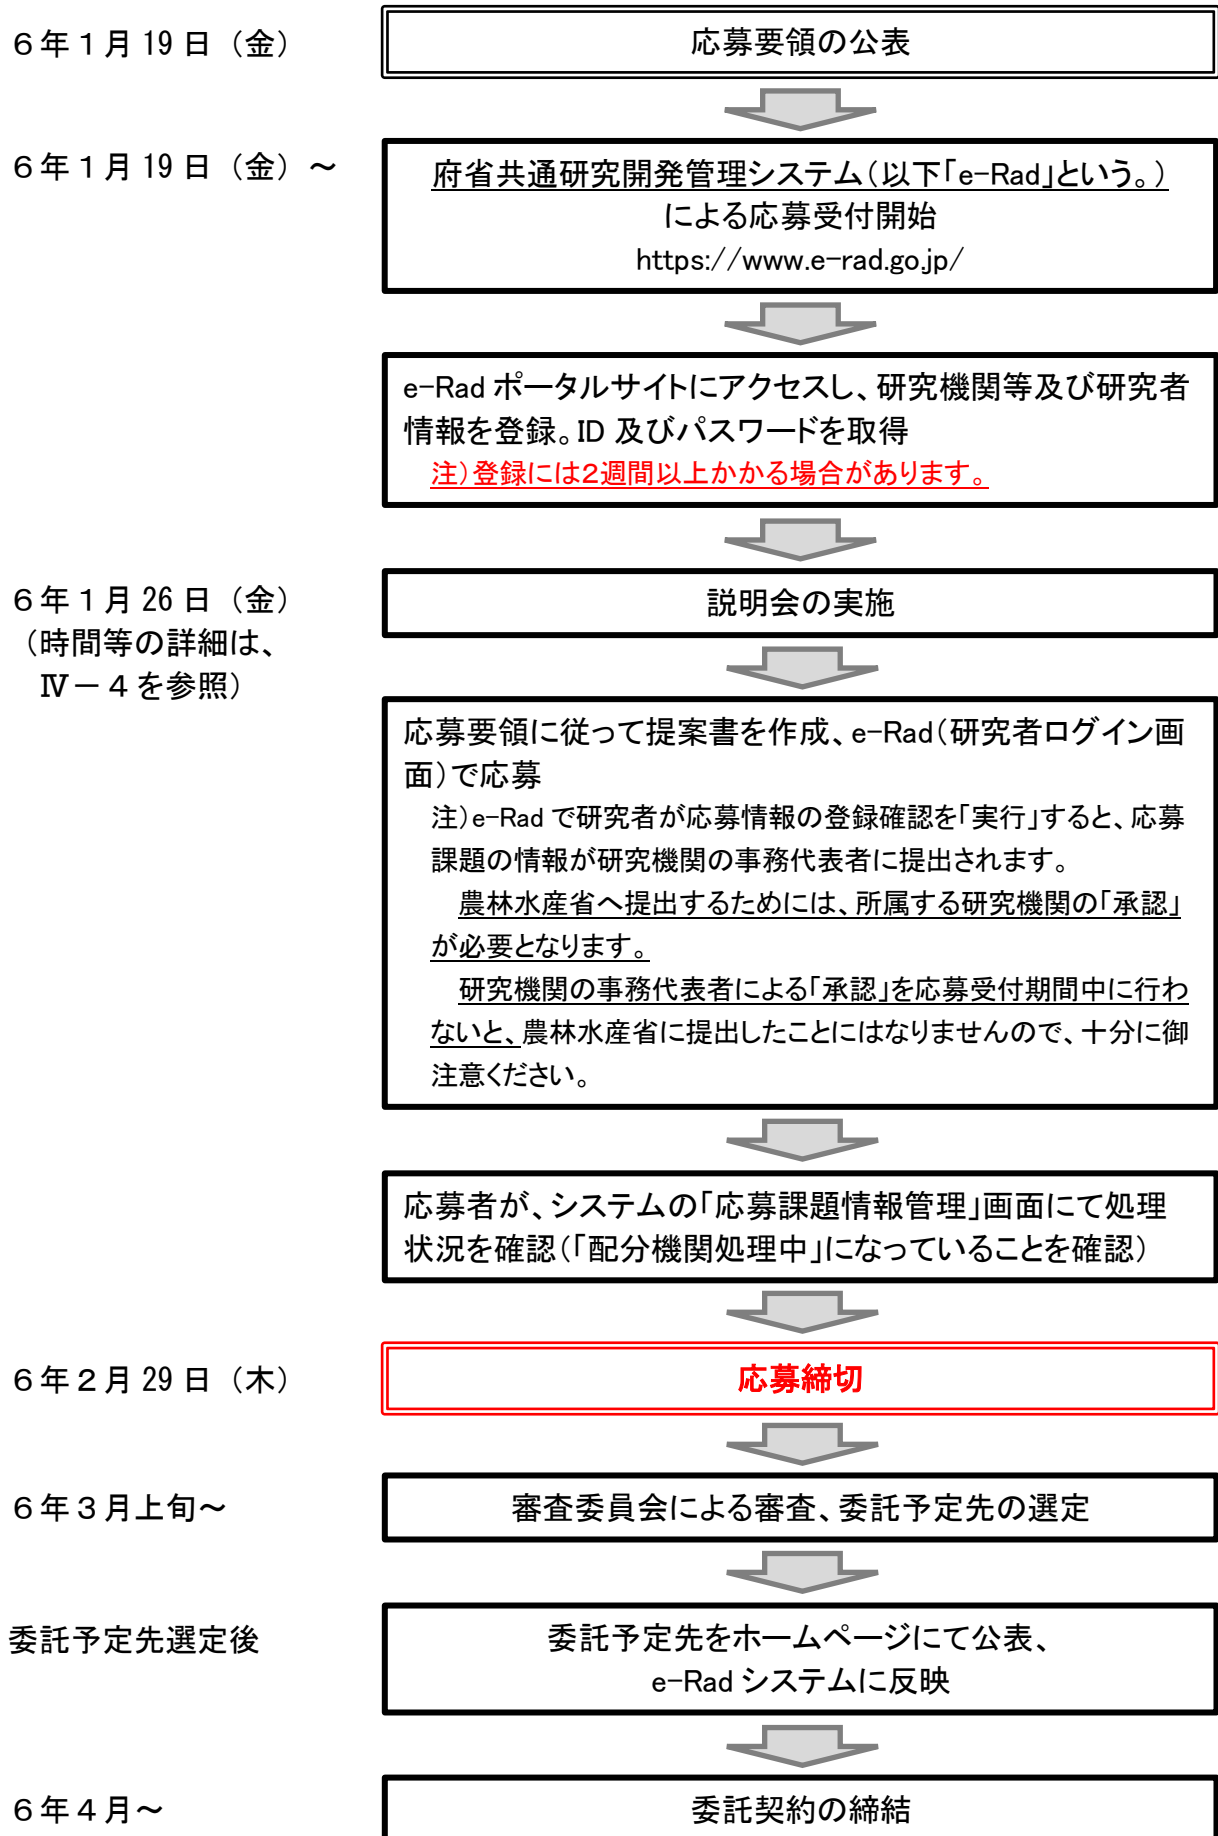 ６年１月 19 日（金）
応募要領の公表
６年１月 19 日（金）～
府省共通研究開発管理システム（以下「e-Rad」という。）
による応募受付開始
https://www.e-rad.go.jp/
e-Rad ポータルサイトにアクセスし、研究機関等及び研究者
情報を登録。ID 及びパスワードを取得
注）登録には２週間以上かかる場合があります。
６年１月 26 日（金）
（時間等の詳細は、
Ⅳ－４を参照）
説明会の実施
応募要領に従って提案書を作成、e-Rad（研究者ログイン画
面）で応募
注）e-Rad で研究者が応募情報の登録確認を「実行」すると、応募
課題の情報が研究機関の事務代表者に提出されます。
農林水産省へ提出するためには、所属する研究機関の「承認」
が必要となります。
研究機関の事務代表者による「承認」を応募受付期間中に行わ
ないと、農林水産省に提出したことにはなりませんので、十分に御
注意ください。
応募者が、システムの「応募課題情報管理」画面にて処理
状況を確認（「配分機関処理中」になっていることを確認）
６年２月 29 日（木）
応募締切
６年３月上旬～
審査委員会による審査、委託予定先の選定
委託予定先選定後
委託予定先をホームページにて公表、
e-Rad システムに反映
６年４月～
委託契約の締結